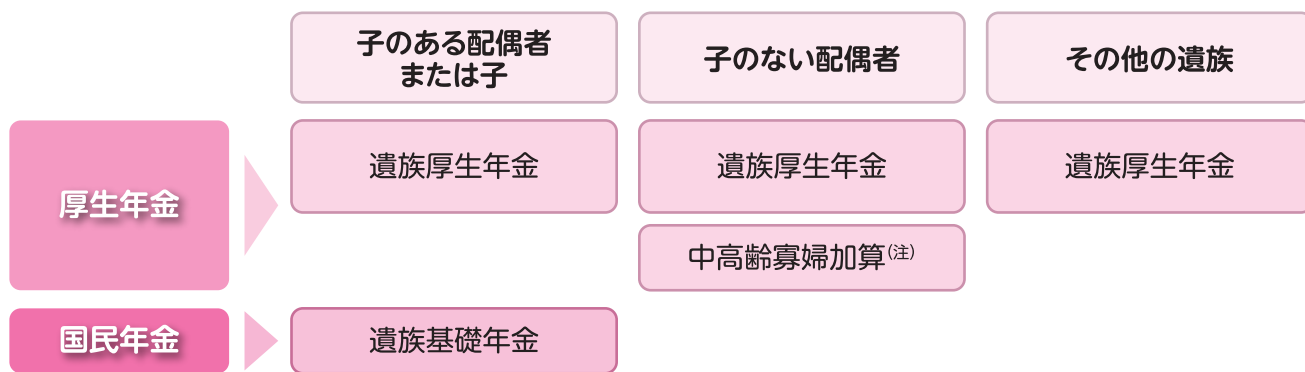 子のある配偶者
または子
子のない配偶者
その他の遺族
厚生年金
遺族厚生年金
遺族厚生年金
遺族厚生年金
中高齢寡婦加算(注)
国民年金
遺族基礎年金